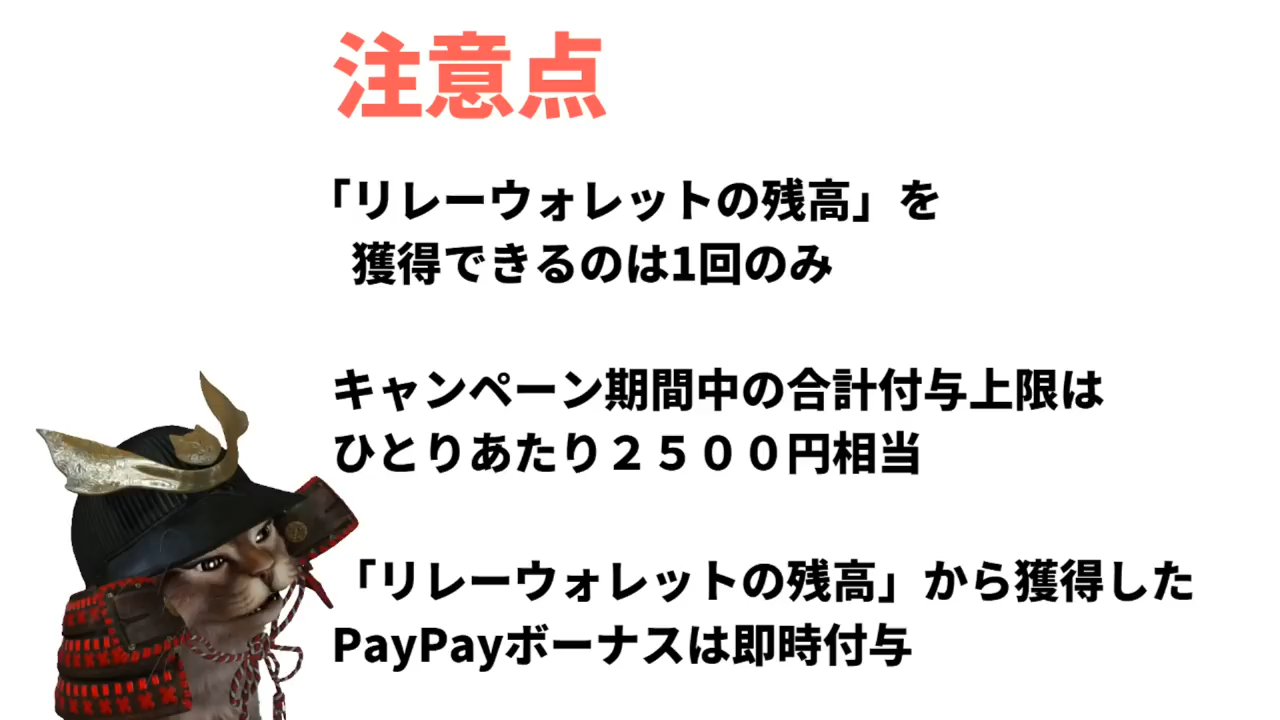 注意点
「リレーウォレットの残高」を
獲得できるのは1回のみ
キャンペーン期間中の合計付与上限は
ひとりあたり２５００円相当
「リレーウォレットの残高」から獲得した
PayPayボーナスは即時付与